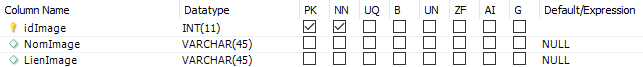 Column Name Datatype PK NN UQ B UN ZF AI G Default/Expression
idImage INT(11)
NomImage VARCHAR(45) NULL
LienImage VARCHAR(45) NULL